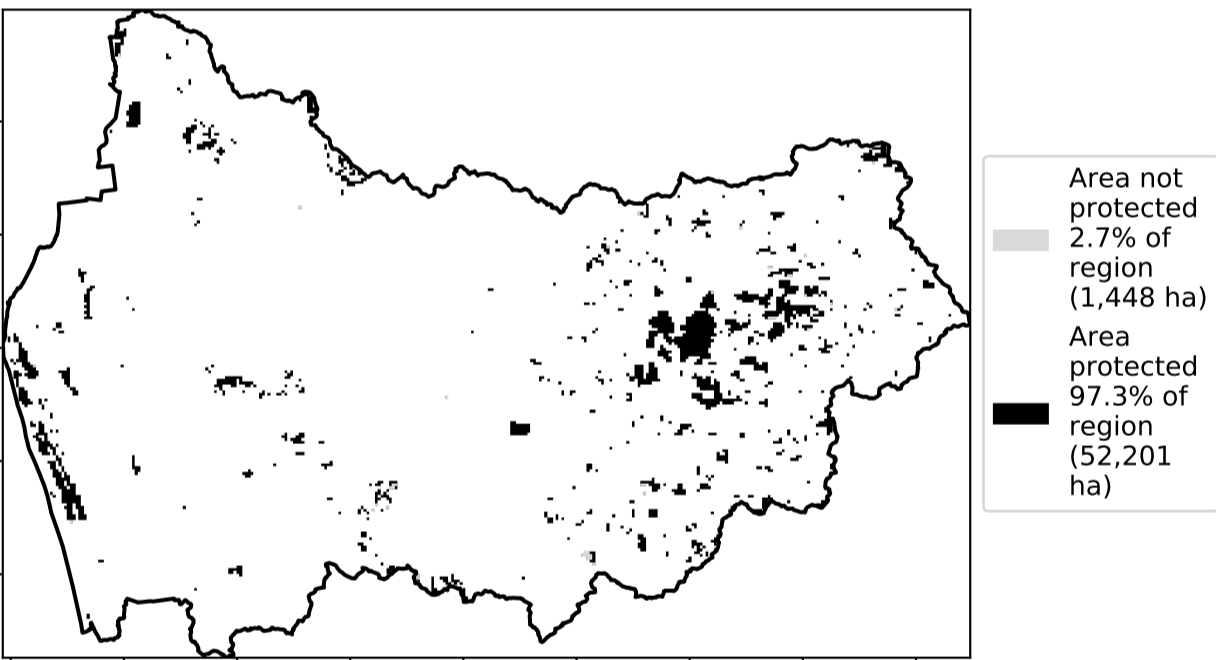 Area not
protected
2.7% of
region
(1,448 ha)
Area
protected
97.3% of
region
(52,201
ha)